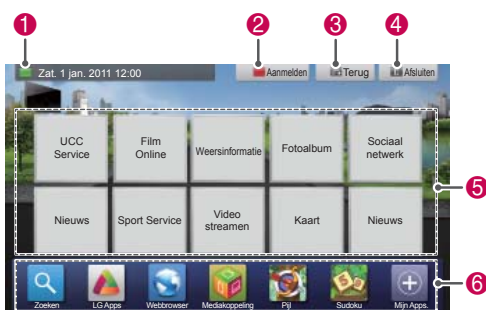 1 2 3 4
Zat. 1 jan. 2011 12:00 Aanmelden Terug Afsluiten
UCC Service Film Online Weersinformatie Fotoalbum Sociaal netwerk
5
Nieuws Sport Service Video streamen Kaart Nieuws
6
Zoeken LG Apps Webbrowser Mediakoppeling Pijl Sudoku Mijn Apps.